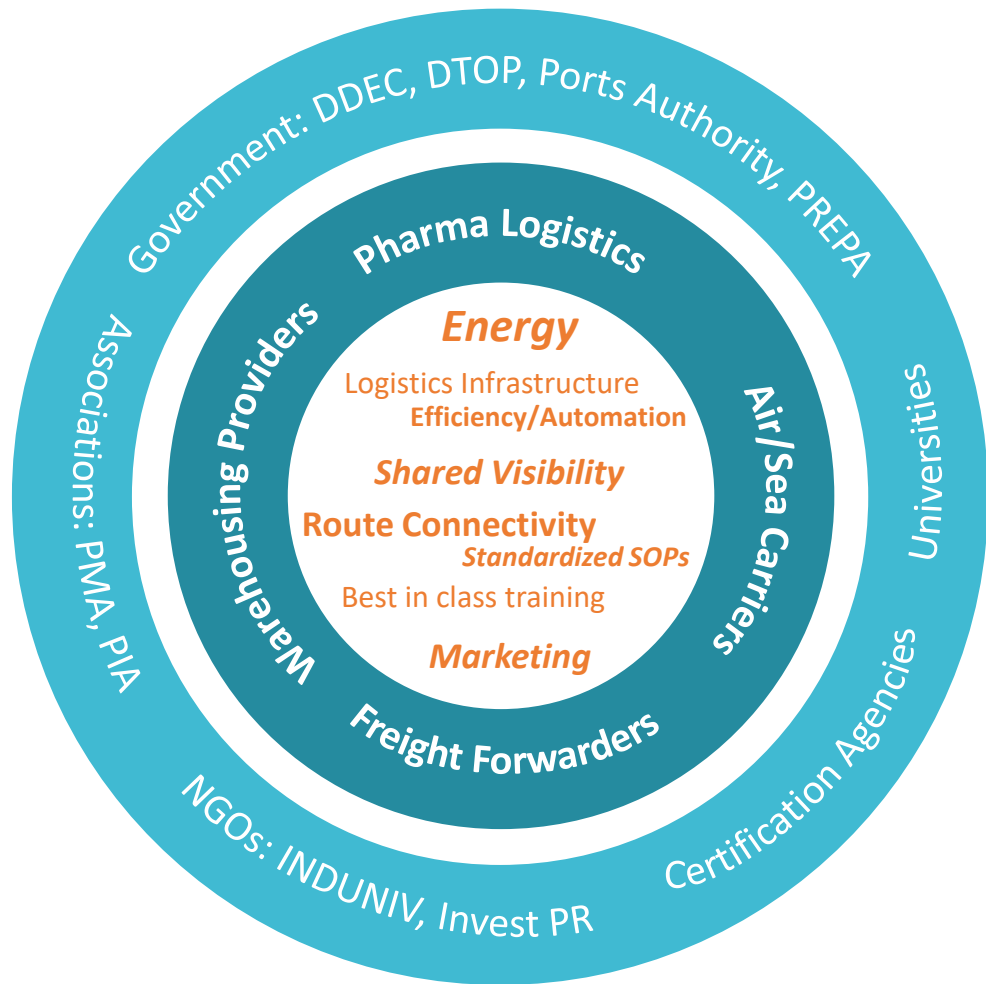 Government: DDEC, DTOP, Ports Authority, PREPA
Universities
Certification Agencies
NGOs: INDUNIV, Invest PR
Associations: PMA, PIA
Pharma Logistics
Air/Sea Carriers
Freight Forwarders
Warehousing Providers
Energy
Logistics Infrastructure
Efficiency/Automation
Shared Visibility
Route Connectivity
Standardized SOPs
Best in class training
Marketing